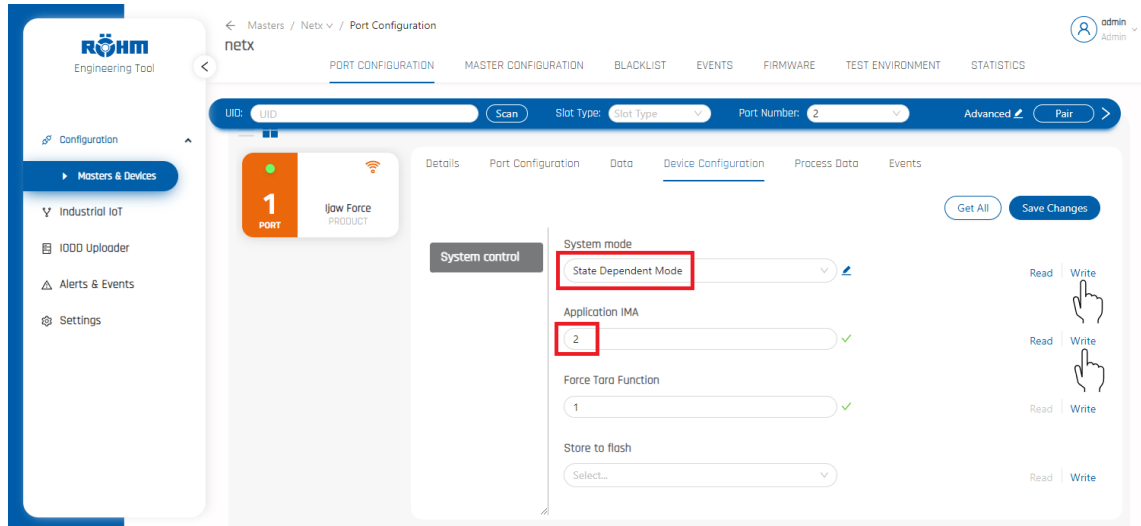 RÖHM
Engineering Tool
Configuration
Masters & Devices
Industrial IoT
IODD Uploader
Alerts & Events
Settings
Masters / Netx / Port Configuration
netx
admin
Admin
PORT CONFIGURATION MASTER CONFIGURATION BLACKLIST EVENTS FIRMWARE TEST ENVIRONMENT STATISTICS
UID: UID Scan Slot Type: Slot Type Port Number: 2 Advanced Pair
1
PORT
Ijaw Force
PRODUCT
Details Port Configuration Data Device Configuration Process Data Events
Get All Save Changes
System control
System mode
State Dependent Mode Read Write
Application IMA
2 Read Write
Force Tara Function
1 Read Write
Store to flash
Select... Read Write